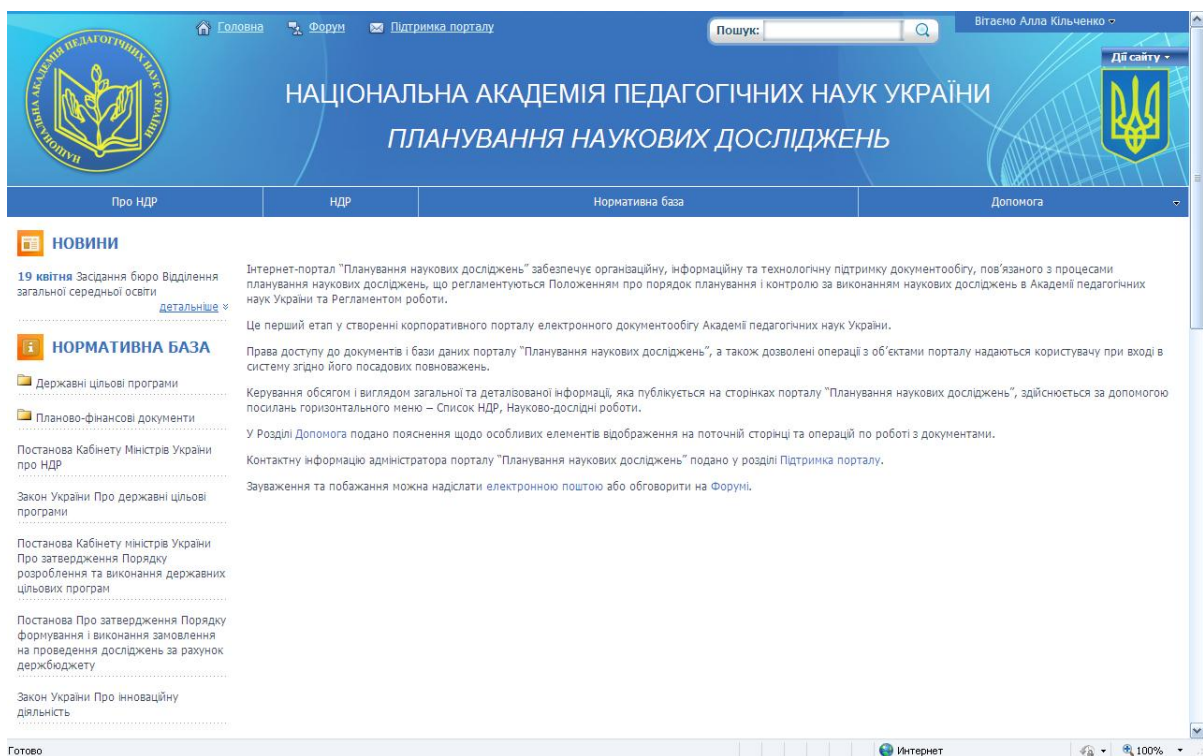 Головна Форум Підтримка порталу Пошук: Вітаємо Алла Кільченко
Дії сайту
НАЦІОНАЛЬНА АКАДЕМІЯ ПЕДАГОГІЧНИХ НАУК УКРАЇНИ
НАЦІОНАЛЬНА АКАДЕМІЯ ПЕДАГОГІЧНИХ НАУК УКРАЇНИ
ПЛАНУВАННЯ НАУКОВИХ ДОСЛІДЖЕНЬ
Про НДР НДР Нормативна база Допомога
НОВИНИ
19 квітня Засідання бюро Відділення
загальної середньої освіти
детальніше
НОРМАТИВНА БАЗА
Державні цільові програми
Планово-фінансові документи
Постанова Кабінету Міністрів України
про НДР
Закон України Про державні цільові
програми
Постанова Кабінету міністрів України
Про затвердження Порядку
розроблення та виконання державних
цільових програм
Постанова Про затвердження Порядку
формування і виконання замовлення
на проведення досліджень за рахунок
держбюджету
Закон України Про інноваційну
діяльність
Інтернет-портал "Планування наукових досліджень" забезпечує організаційну, інформаційну та технологічну підтримку документообігу, пов'язаного з процесами
планування наукових досліджень, що регламентуються Положенням про порядок планування і контролю за виконанням наукових досліджень в Академії педагогічних
наук України та Регламентом роботи.
Це перший етап у створенні корпоративного порталу електронного документообігу Академії педагогічних наук України.
Права доступу до документів і бази даних порталу "Планування наукових досліджень", а також дозволені операції з об'єктами порталу надаються користувачу при вході в
систему згідно його посадових повноважень.
Керування обсягом і виглядом загальної та деталізованої інформації, яка публікується на сторінках порталу "Планування наукових досліджень", здійснюється за допомогою
посилань горизонтального меню – Список НДР, Науково-дослідні роботи.
У Розділі Допомога подано пояснення щодо особливих елементів відображення на поточній сторінці та операцій по роботі з документами.
Контактну інформацію адміністратора порталу "Планування наукових досліджень" подано у розділі Підтримка порталу.
Зауваження та побажання можна надіслати електронною поштою або обговорити на Форумі.
Готово Интернет 100%